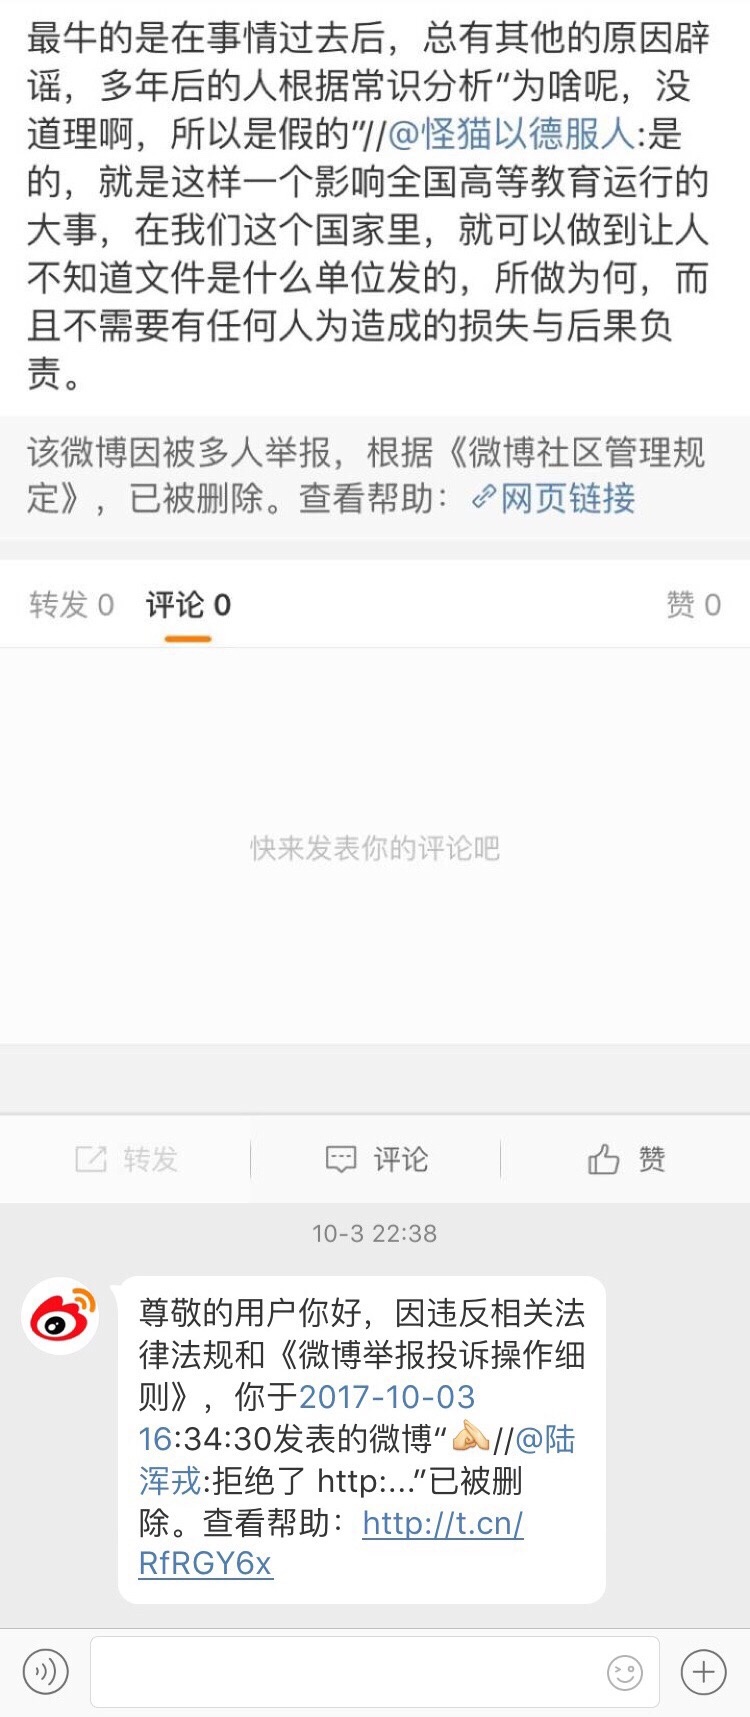 最牛的是在事情过去后，总有其他的原因辟
谣，多年后的人根据常识分析“为啥呢，没
道理啊，所以是假的”//@怪猫以德服人:是
的，就是这样一个影响全国高等教育运行的
大事，在我们这个国家里，就可以做到让人
不知道文件是什么单位发的，所做为何，而
且不需要有任何人为造成的损失与后果负
责。
该微博因被多人举报，根据《微博社区管理规
定》，已被删除。查看帮助：网页链接
转发 0 评论 0 赞 0
快来发表你的评论吧
转发 评论 赞
10-3 22:38
尊敬的用户你好，因违反相关法
律法规和《微博举报投诉操作细
则》，你于2017-10-03
16:34:30发表的微博“🙏🏻//@陆
浑戎:拒绝了 http:...”已被删
除。查看帮助：http://t.cn/
RfRGY6x